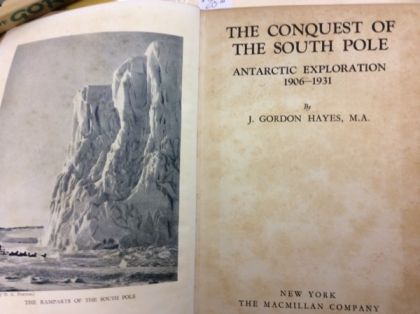 THE RAMPARTS OF THE SOUTH POLE
THE CONQUEST OF
THE SOUTH POLE
ANTARCTIC EXPLORATION
1906–1931
By
J. GORDON HAYES, M.A.
NEW YORK
THE MACMILLAN COMPANY